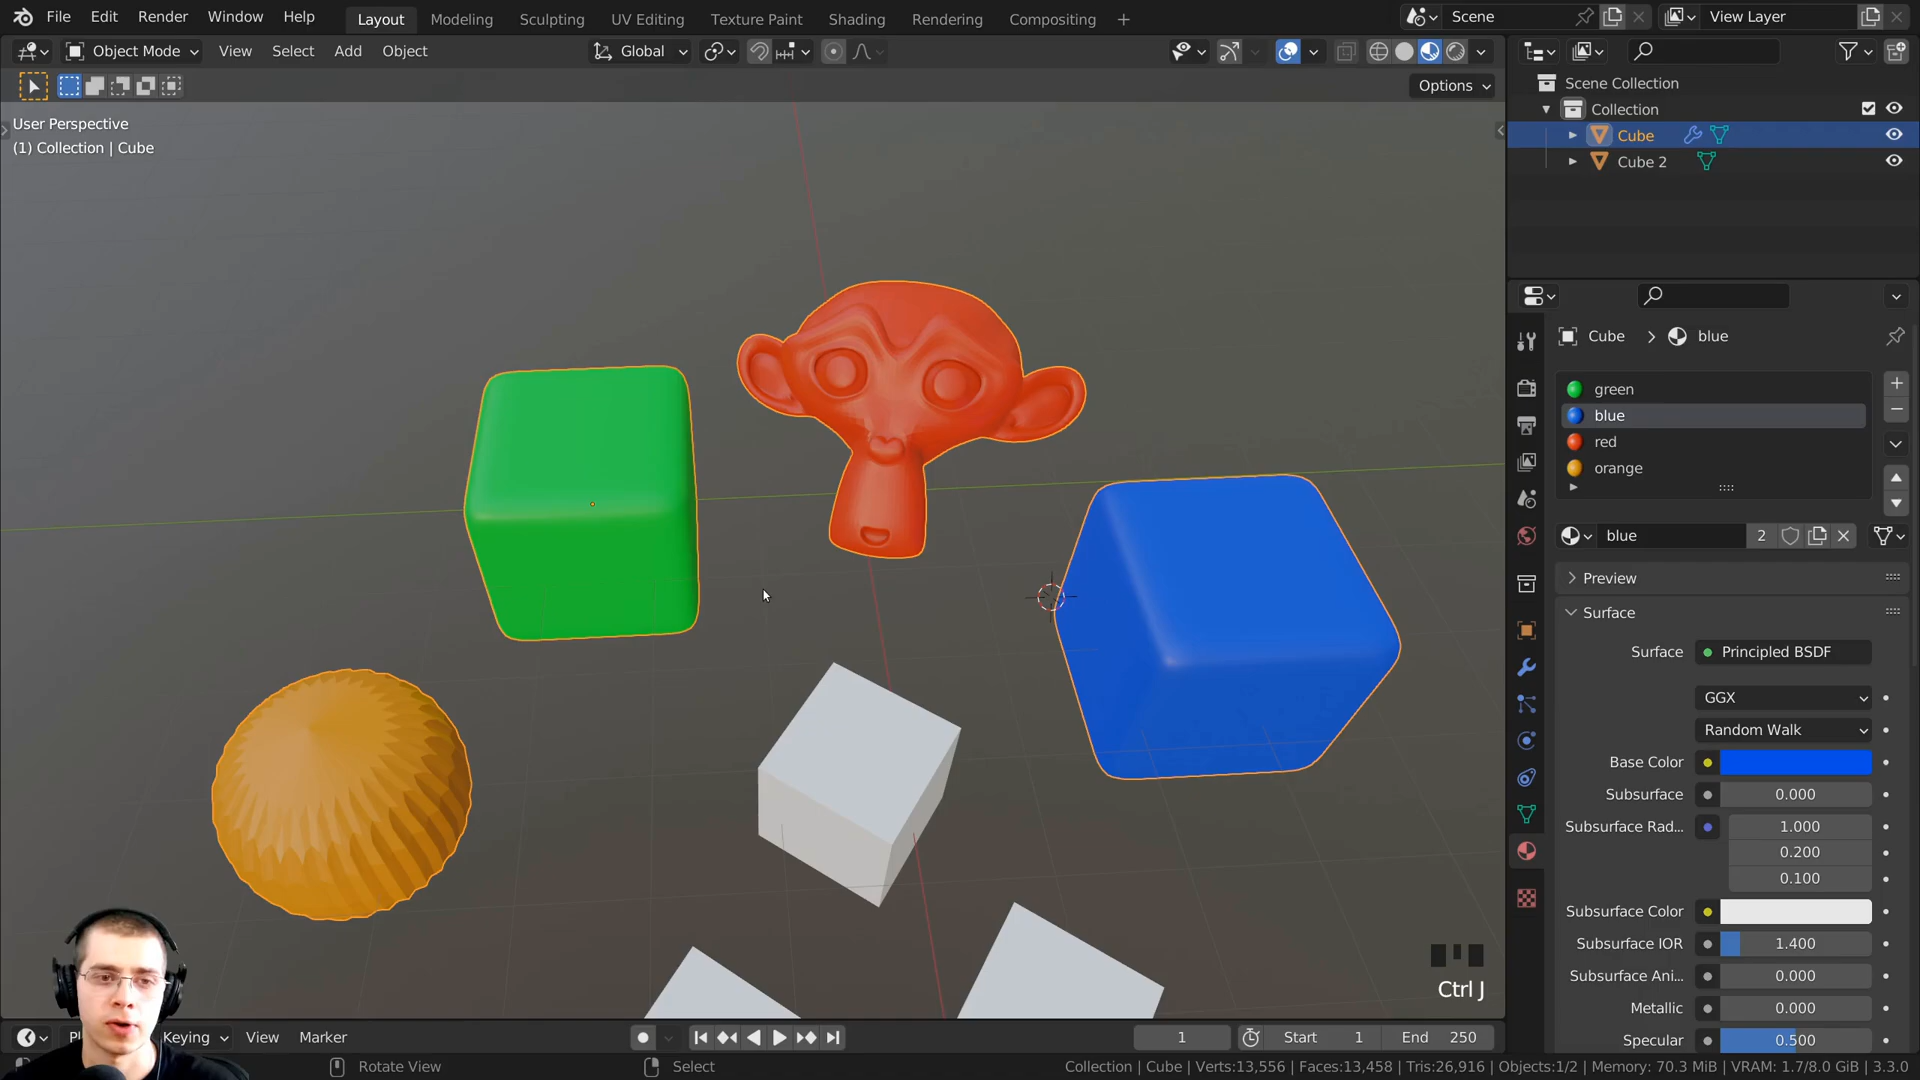 File Edit Render Window Help Layout Modeling Sculpting UV Editing Texture Paint Shading Rendering Animation Compositing + Scene View Layer
Object Mode View Select Add Object Global
Options
User Perspective
(1) Collection | Cube
Scene Collection
Collection
Cube
Cube 2
Cube > blue
green
blue
red
orange
blue 2
Preview
Surface
Surface Principled BSDF
GGX
Random Walk
Base Color
Subsurface 0.000
Subsurface Rad... 1.000
0.200
0.100
Subsurface Color
Subsurface IOR 1.400
Subsurface Ani... 0.000
Metallic 0.000
Specular 0.500
Ctrl J
Keying View Marker 1 Start 1 End 250
Rotate View Select Collection | Cube | Verts:13,556 | Faces:13,458 | Tris:26,916 | Objects:1/2 | Memory: 70.3 MiB | VRAM: 1.7/8.0 GiB | 3.3.0